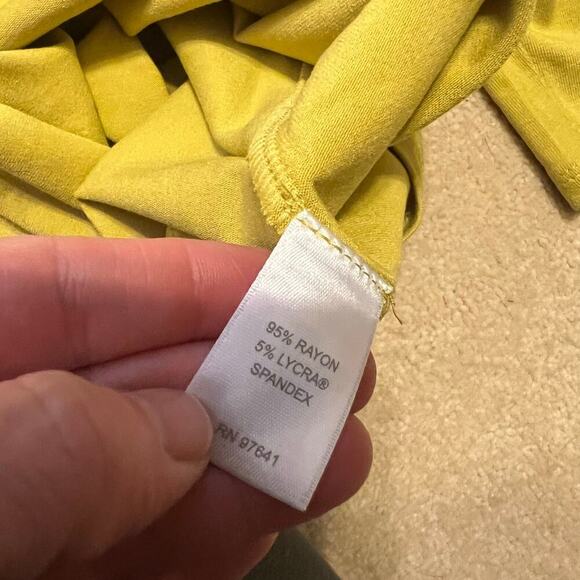 95% RAYON
5% LYCRA®
SPANDEX
RN 97641